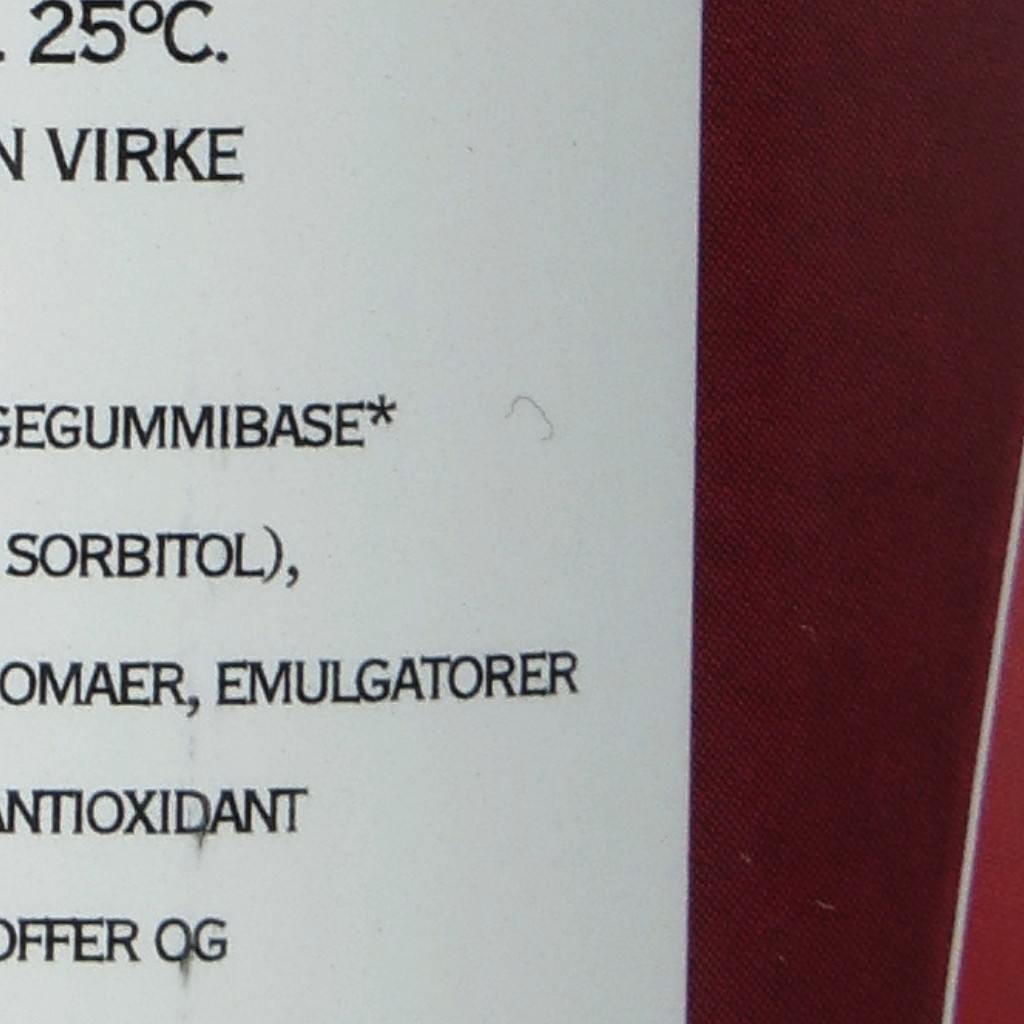 . 25°C.
N VIRKE
GEGUMMIBASE*
SORBITOL),
OMAER, EMULGATORER
ANTIOXIDANT
OFFER OG